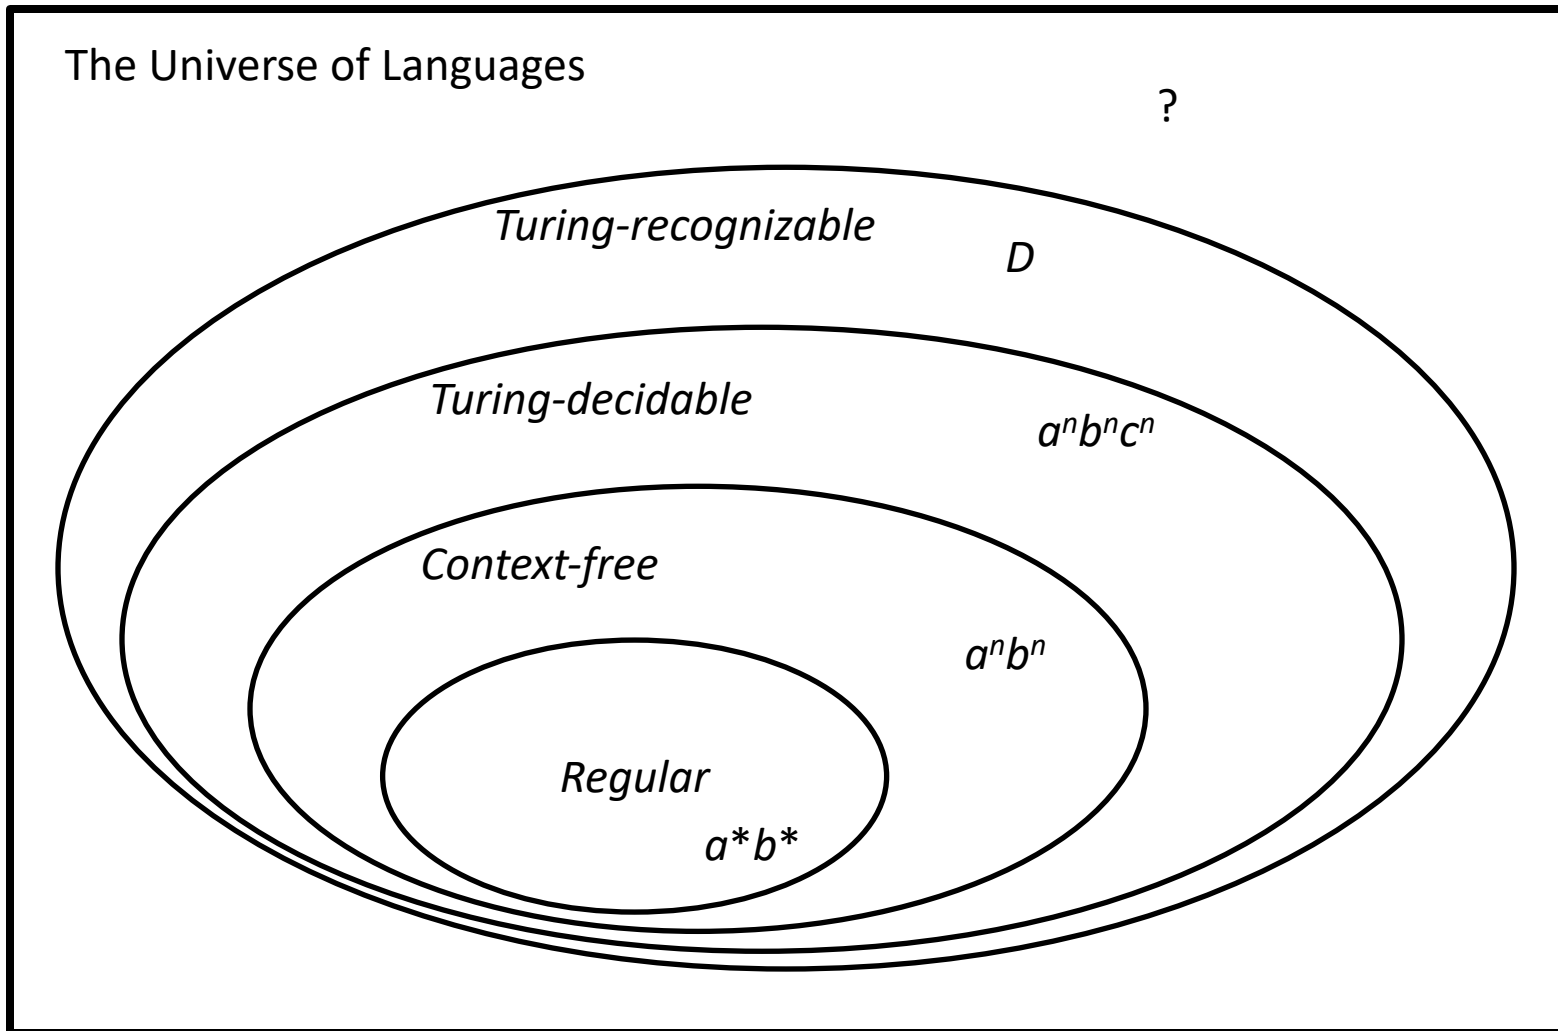 The Universe of Languages
?
Turing-recognizable
D
Turing-decidable
aⁿbⁿcⁿ
Context-free
aⁿbⁿ
Regular
a*b*